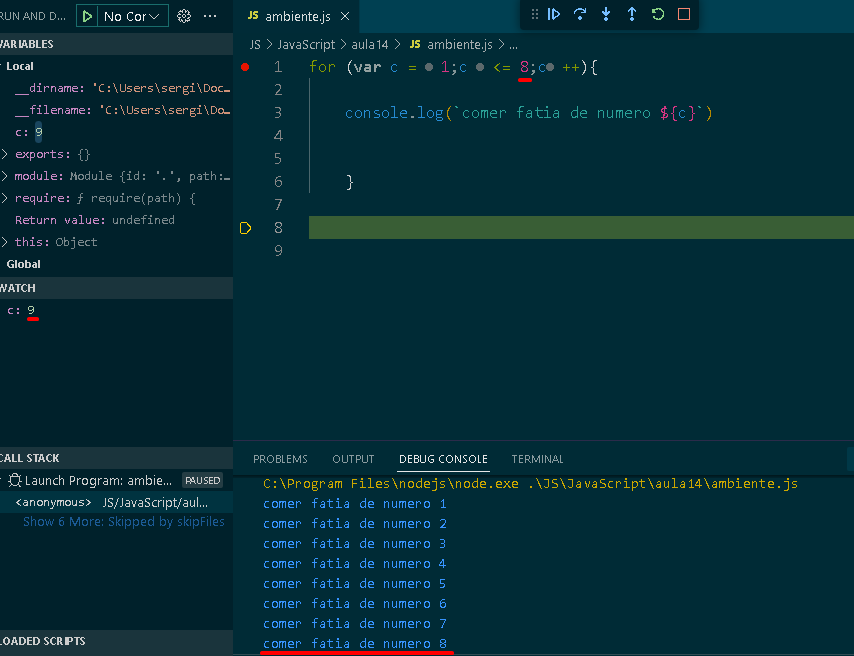 RUN AND D... No Cor
JS ambiente.js
VARIABLES
JS > JavaScript > aula14 > JS ambiente.js > ...
Local
__dirname: 'C:\Users\sergi\Doc…
__filename: 'C:\Users\sergi\Do…
c: 9
exports: {}
module: Module {id: '.', path:…
require: ƒ require(path) {
Return value: undefined
this: Object
Global
WATCH
c: 9
1 for (var c = 1;c <= 8;c ++){
2
3 console.log(`comer fatia de numero ${c}`)
4
5
6 }
7
8
9
CALL STACK
Launch Program: ambie... PAUSED
<anonymous> JS/JavaScript/aul...
Show 6 More: Skipped by skipFiles
LOADED SCRIPTS
PROBLEMS OUTPUT DEBUG CONSOLE TERMINAL
C:\Program Files\nodejs\node.exe .\JS\JavaScript\aula14\ambiente.js
comer fatia de numero 1
comer fatia de numero 2
comer fatia de numero 3
comer fatia de numero 4
comer fatia de numero 5
comer fatia de numero 6
comer fatia de numero 7
comer fatia de numero 8